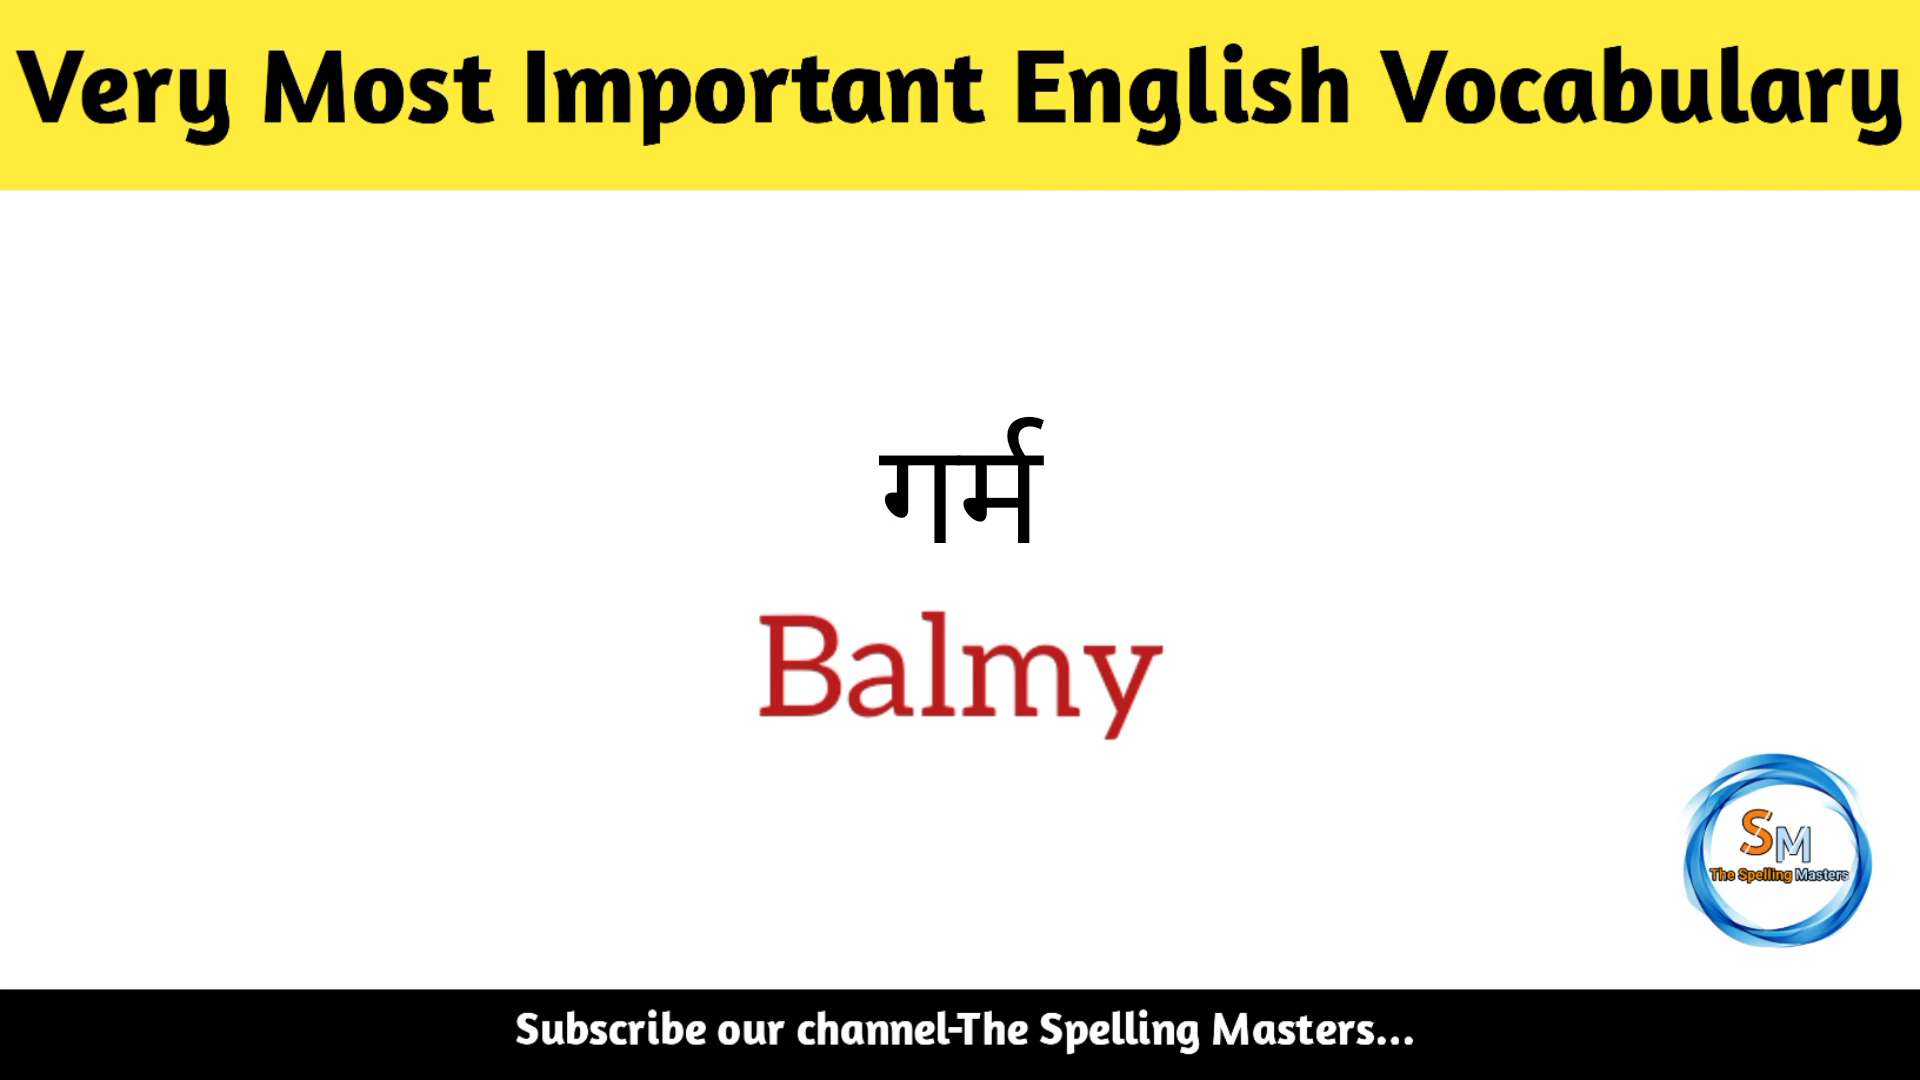 Very Most Important English Vocabulary
गर्म
Balmy
SM
The Spelling Masters
Subscribe our channel-The Spelling Masters...